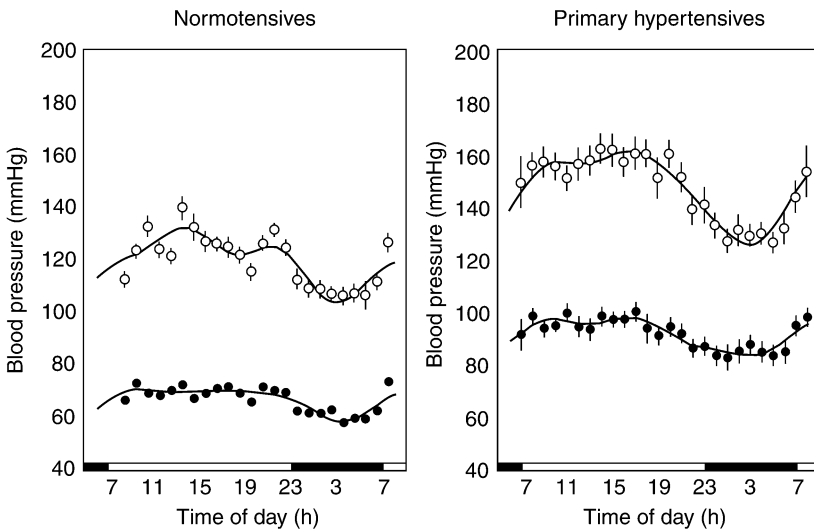 Normotensives
Primary hypertensives
Blood pressure (mmHg)
200
180
160
140
120
100
80
60
40
7 11 15 19 23 3 7
Time of day (h)
Blood pressure (mmHg)
200
180
160
140
120
100
80
60
40
7 11 15 19 23 3 7
Time of day (h)